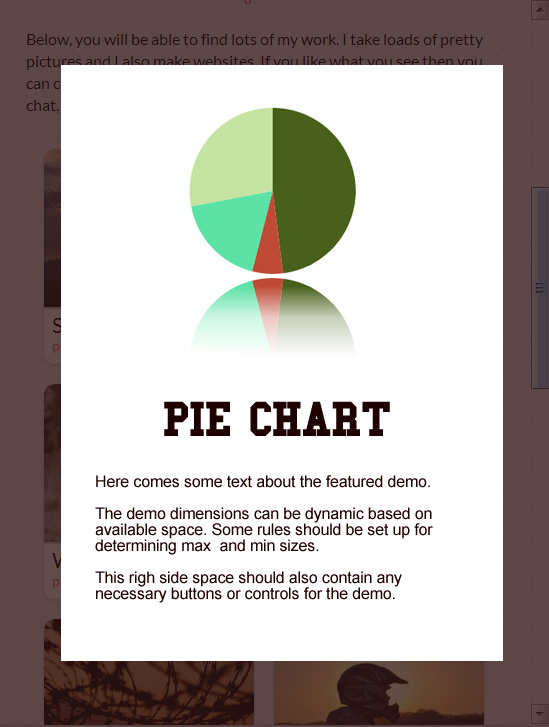 Below, you will be able to find lots of my work. I take loads of pretty
pictures and I also make websites. If you like what you see then you
can c
chat,
S
p
W
p
PIE CHART
Here comes some text about the featured demo.
The demo dimensions can be dynamic based on
available space. Some rules should be set up for
determining max  and min sizes.
This righ side space should also contain any
necessary buttons or controls for the demo.